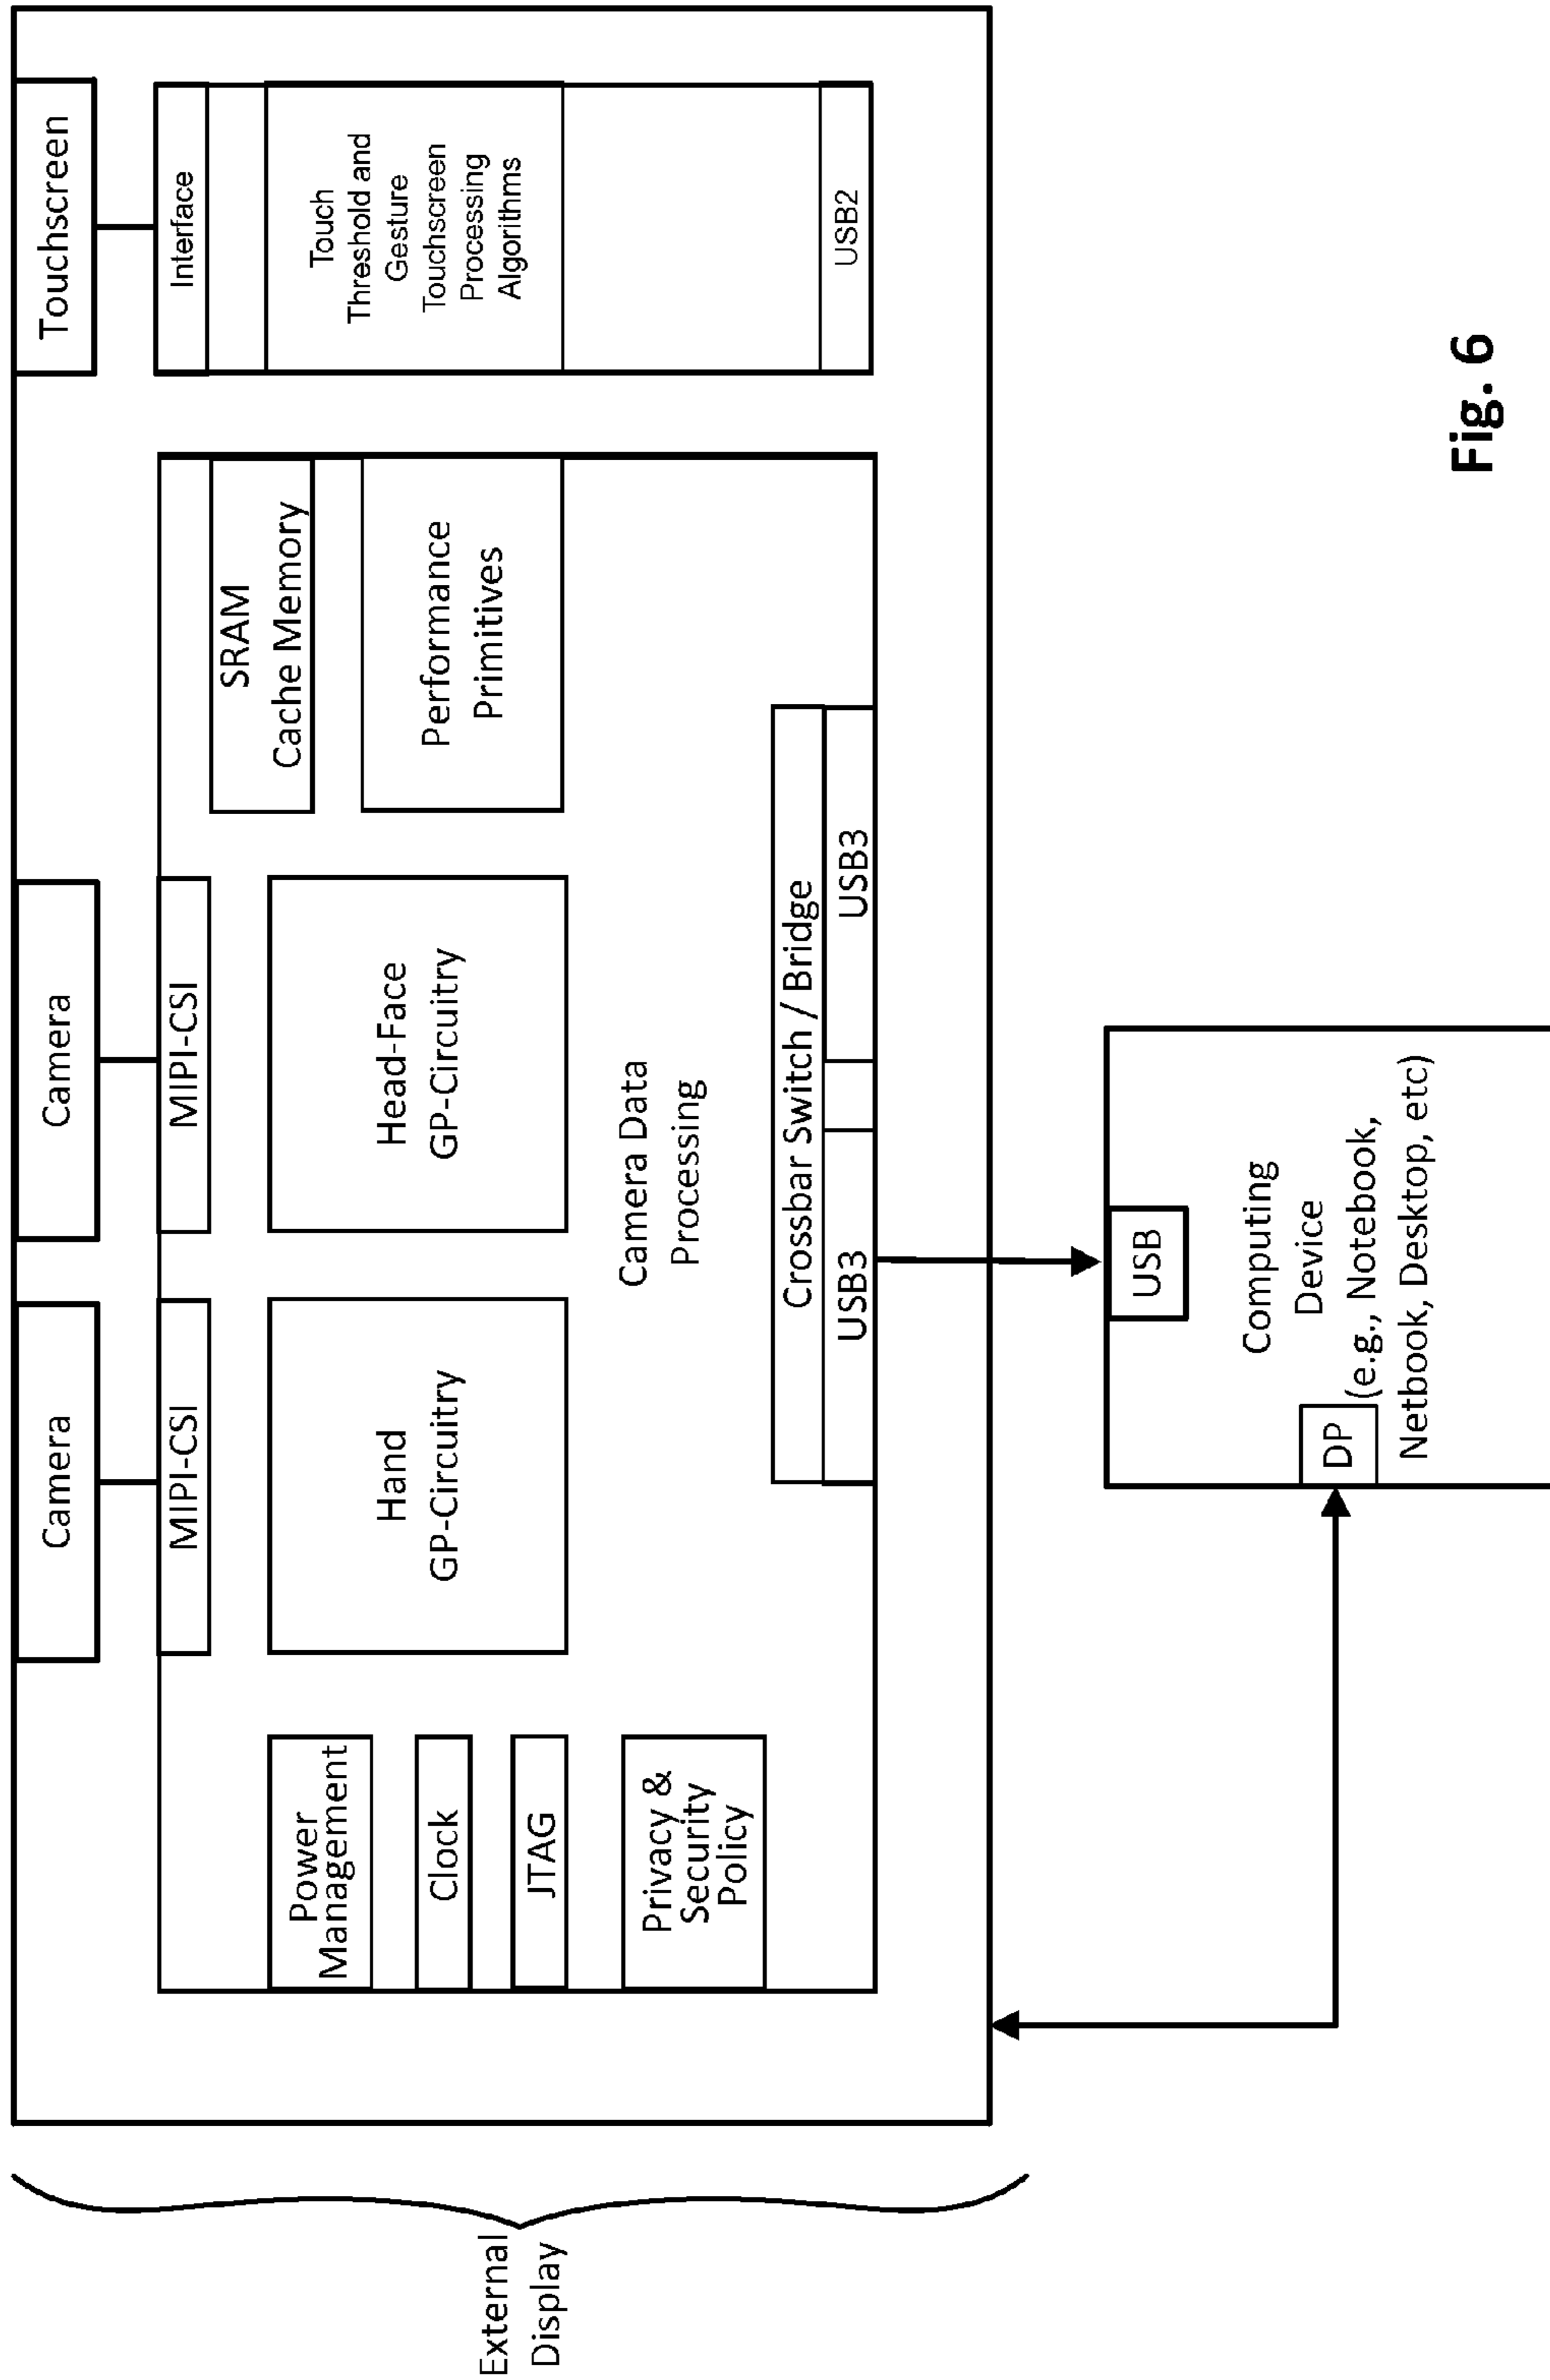 External
Display
Camera
Camera
Touchscreen
MIPI-CSI
MIPI-CSI
Interface
SRAM
Cache Memory
Power
Management
Clock
JTAG
Privacy &
Security
Policy
Hand
GP-Circuitry
Head-Face
GP-Circuitry
Performance
Primitives
Touch
Threshold and
Gesture
Touchscreen
Processing
Algorithms
Camera Data
Processing
Crossbar Switch / Bridge
USB3
USB3
USB2
USB
DP
Computing
Device
(e.g., Notebook,
Netbook, Desktop, etc)
Fig. 6